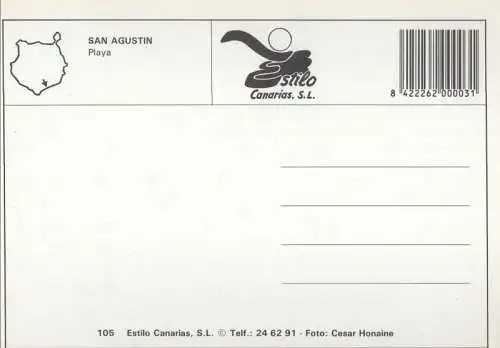 SAN AGUSTIN
Playa
Estilo
Canarias, S.L.
8 422262 000031
105 Estilo Canarias, S.L. © Telf.: 24 62 91 - Foto: Cesar Honaine